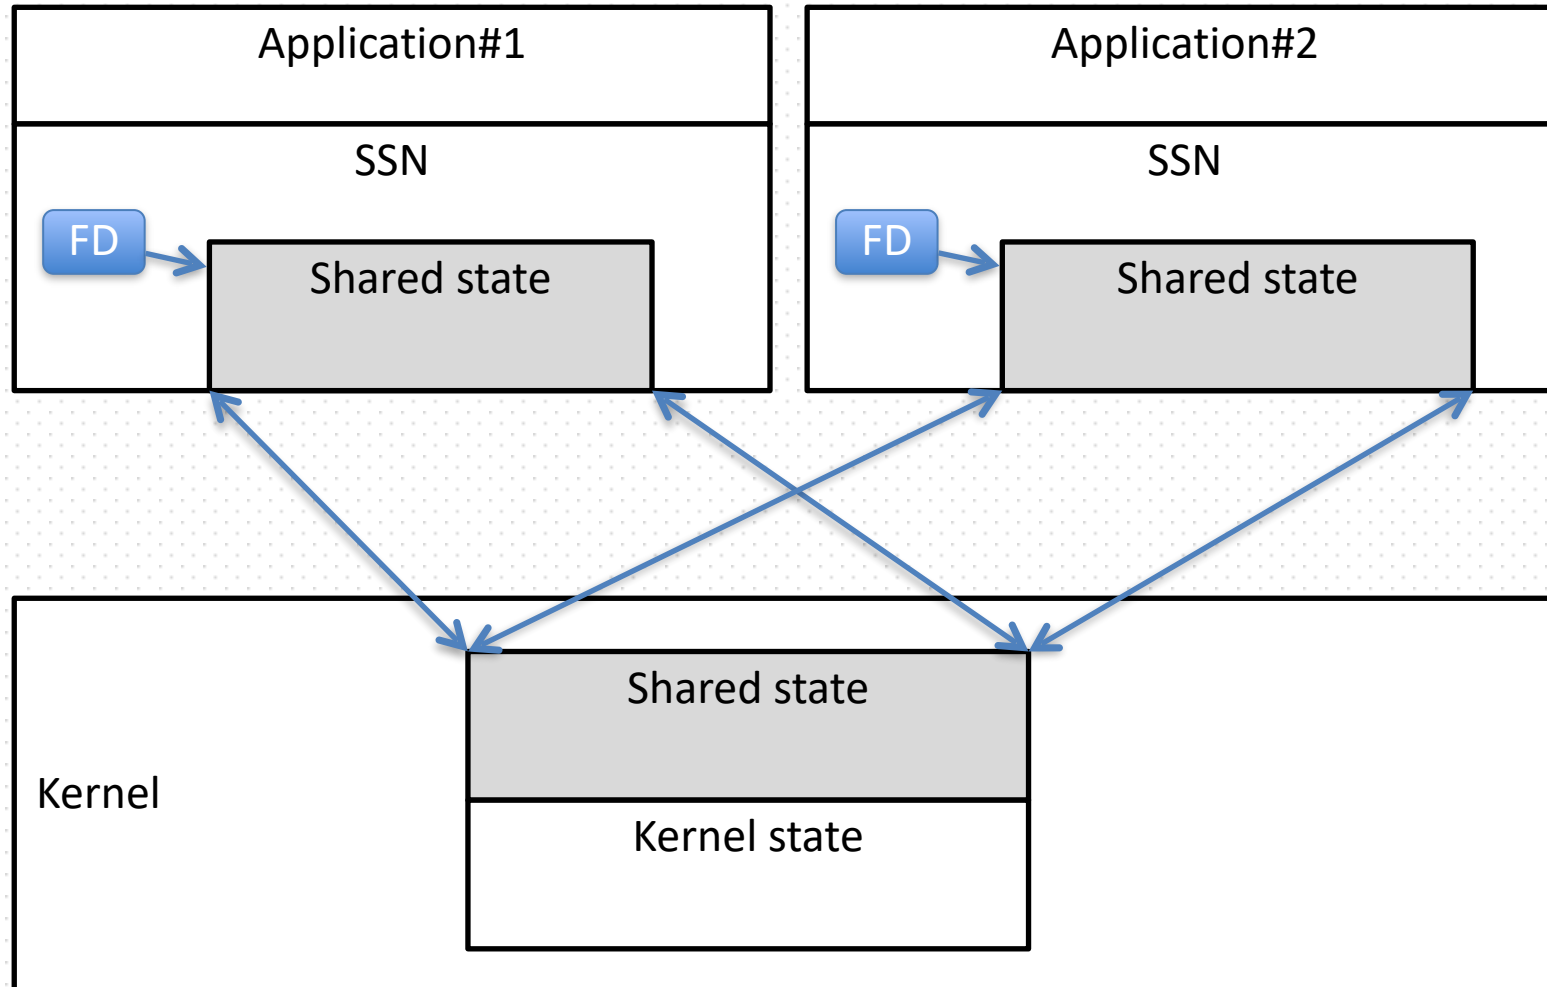 Application#1
Application#2
SSN
SSN
FD
Shared state
FD
Shared state
Shared state
Kernel
Kernel state